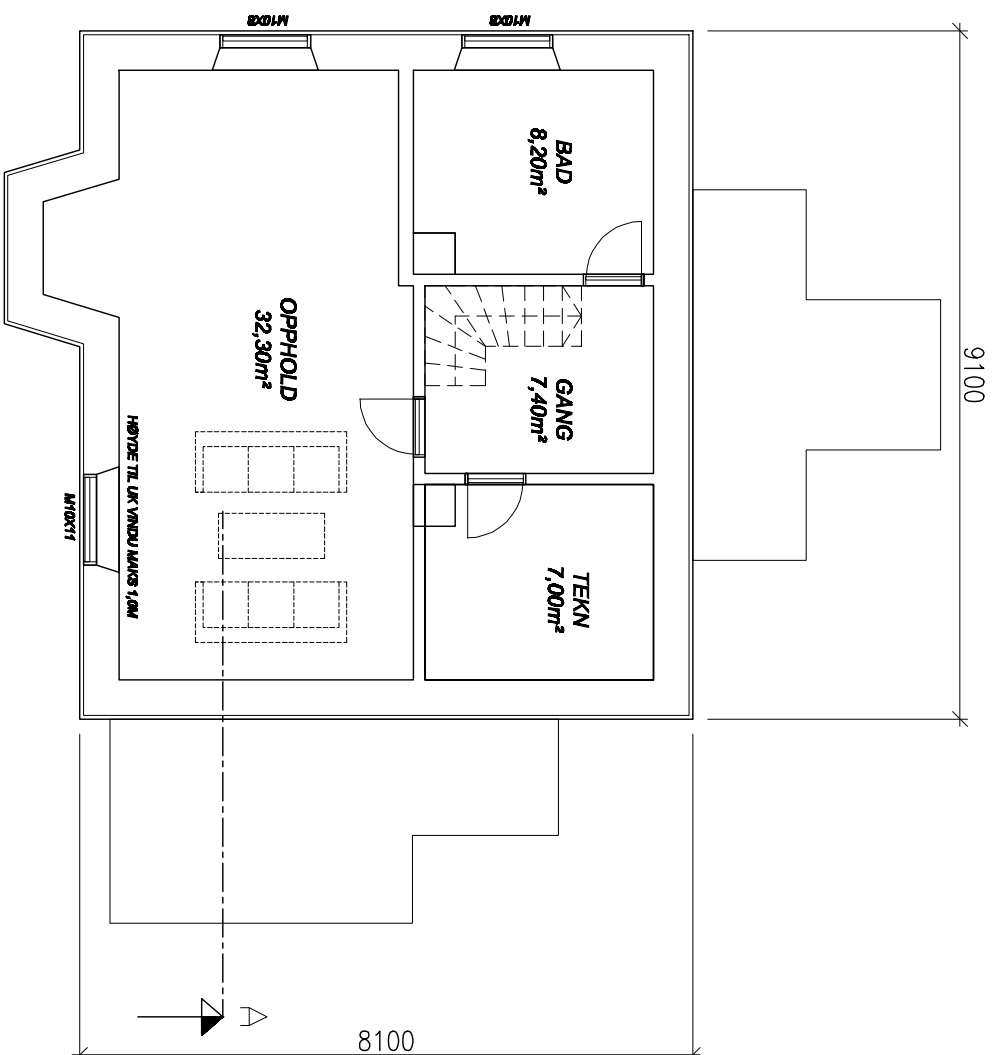 M10X8
M10X8
BAD
8,20m²
9100
OPPHOLD
32,30m²
GANG
7,40m²
HØYDE TIL UK VINDU MAKS 1,0M
M10X11
TEKN
7,00m²
A
8100